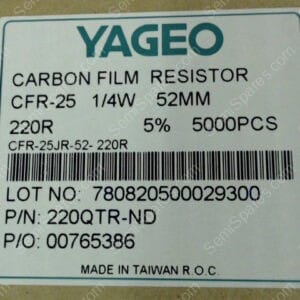 YAGEO
CARBON FILM RESISTOR
CFR-25 1/4W 52MM
220R 5% 5000PCS
CFR-25JR-52-220R
LOT NO: 780820500029300
P/N: 220QTR-ND
P/O: 00765386
MADE IN TAIWAN R.O.C.